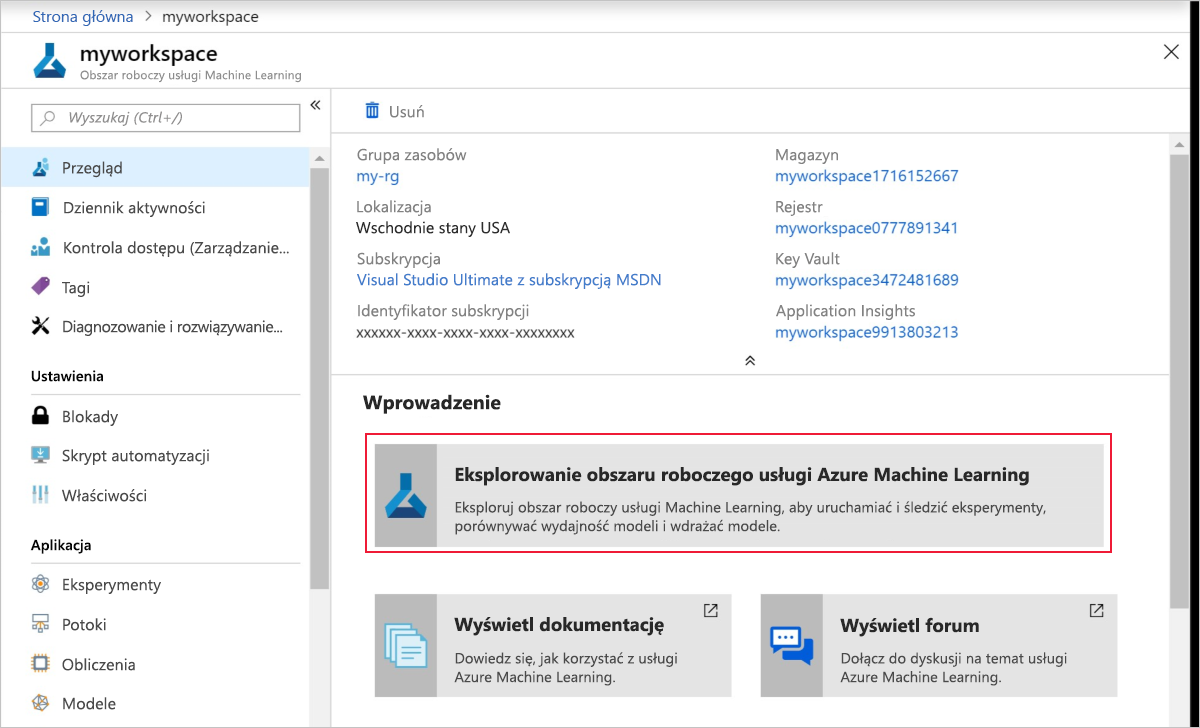 Strona główna > myworkspace
myworkspace
Obszar roboczy usługi Machine Learning
Wyszukaj (Ctrl+/)
Przegląd
Dziennik aktywności
Kontrola dostępu (Zarządzanie...
Tagi
Diagnozowanie i rozwiązywanie...
Ustawienia
Blokady
Skrypt automatyzacji
Właściwości
Aplikacja
Eksperymenty
Potoki
Obliczenia
Modele
Usuń
Grupa zasobów
my-rg
Lokalizacja
Wschodnie stany USA
Subskrypcja
Visual Studio Ultimate z subskrypcją MSDN
Identyfikator subskrypcji
xxxxxx-xxxx-xxxx-xxxx-xxxxxxxx
Magazyn
myworkspace1716152667
Rejestr
myworkspace0777891341
Key Vault
myworkspace3472481689
Application Insights
myworkspace9913803213
Wprowadzenie
Eksplorowanie obszaru roboczego usługi Azure Machine Learning
Eksploruj obszar roboczy usługi Machine Learning, aby uruchamiać i śledzić eksperymenty,
porównywać wydajność modeli i wdrażać modele.
Wyświetl dokumentację
Dowiedz się, jak korzystać z usługi
Azure Machine Learning.
Wyświetl forum
Dołącz do dyskusji na temat usługi
Azure Machine Learning.